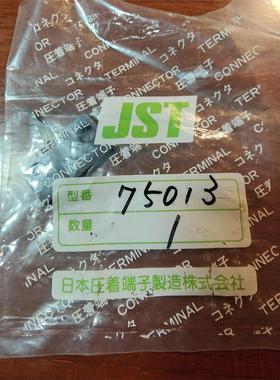 コネクタ
TERMINAL
圧着端子
CONNECTOR
JST
型番 75013
数量 1
日本圧着端子製造株式会社